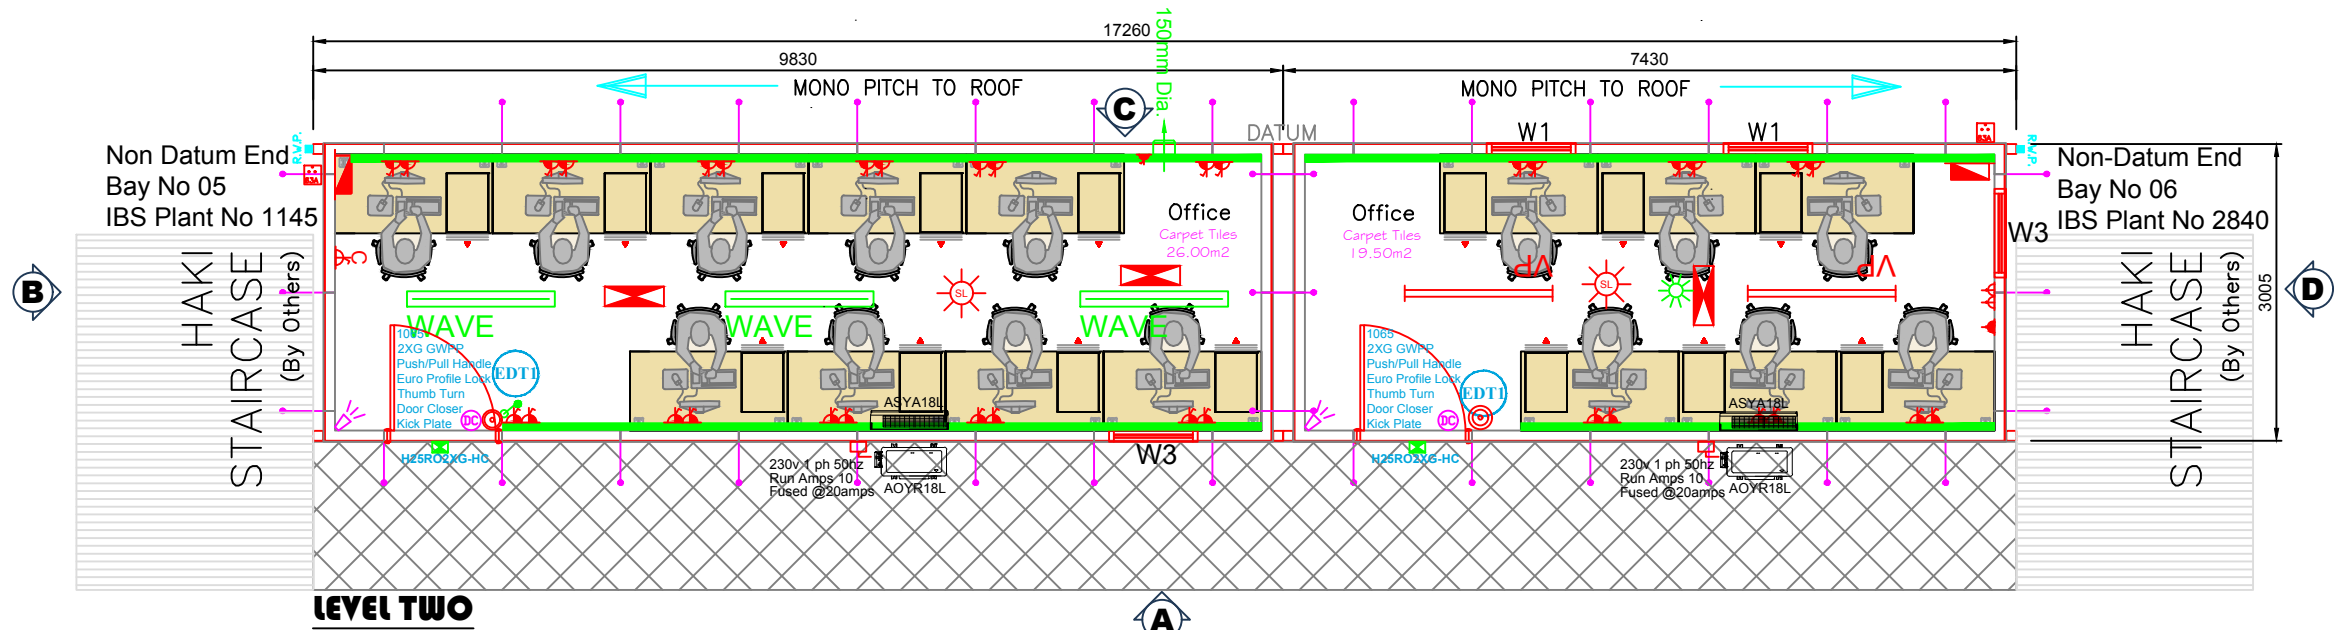 17260
9830
7430
150mm Dia.
MONO PITCH TO ROOF
MONO PITCH TO ROOF
C
DATUM
W1
W1
R.W.P.
R.W.P.
Non Datum End
Bay No 05
IBS Plant No 1145
Non-Datum End
Bay No 06
IBS Plant No 2840
Office
Carpet Tiles
26.00m2
Office
Carpet Tiles
19.50m2
W3
VP
VP
B
HAKI
STAIRCASE
(By Others)
SL
SL
HAKI
STAIRCASE
(By Others)
3005
D
WAVE
WAVE
WAVE
1065
2XG GWPP
Push/Pull Handle
Euro Profile Lock
Thumb Turn
Door Closer
Kick Plate
EDT1
DC
1065
2XG GWPP
Push/Pull Handle
Euro Profile Lock
Thumb Turn
Door Closer
Kick Plate
EDT1
DC
ASYA18L
ASYA18L
H25RO2XG-HC
H25RO2XG-HC
W3
230v 1 ph 50hz
Run Amps 10
Fused @20amps
AOYR18L
230v 1 ph 50hz
Run Amps 10
Fused @20amps
AOYR18L
LEVEL TWO
A